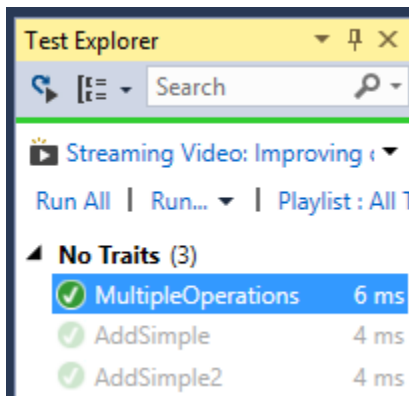 Test Explorer
Search
Streaming Video: Improving
Run All | Run... | Playlist : All
No Traits (3)
MultipleOperations 6 ms
AddSimple 4 ms
AddSimple2 4 ms